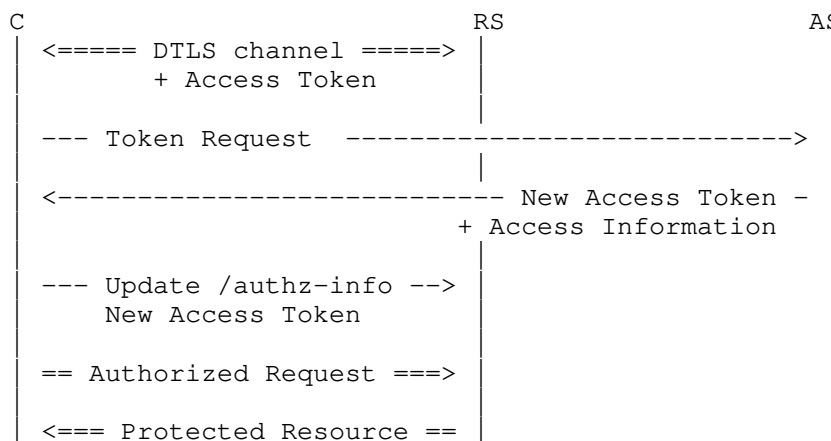 C RS AS
<===== DTLS channel =====>
+ Access Token
--- Token Request ---------------------------->
<---------------------------- New Access Token -
+ Access Information
--- Update /authz-info -->
New Access Token
== Authorized Request ===>
<=== Protected Resource ==